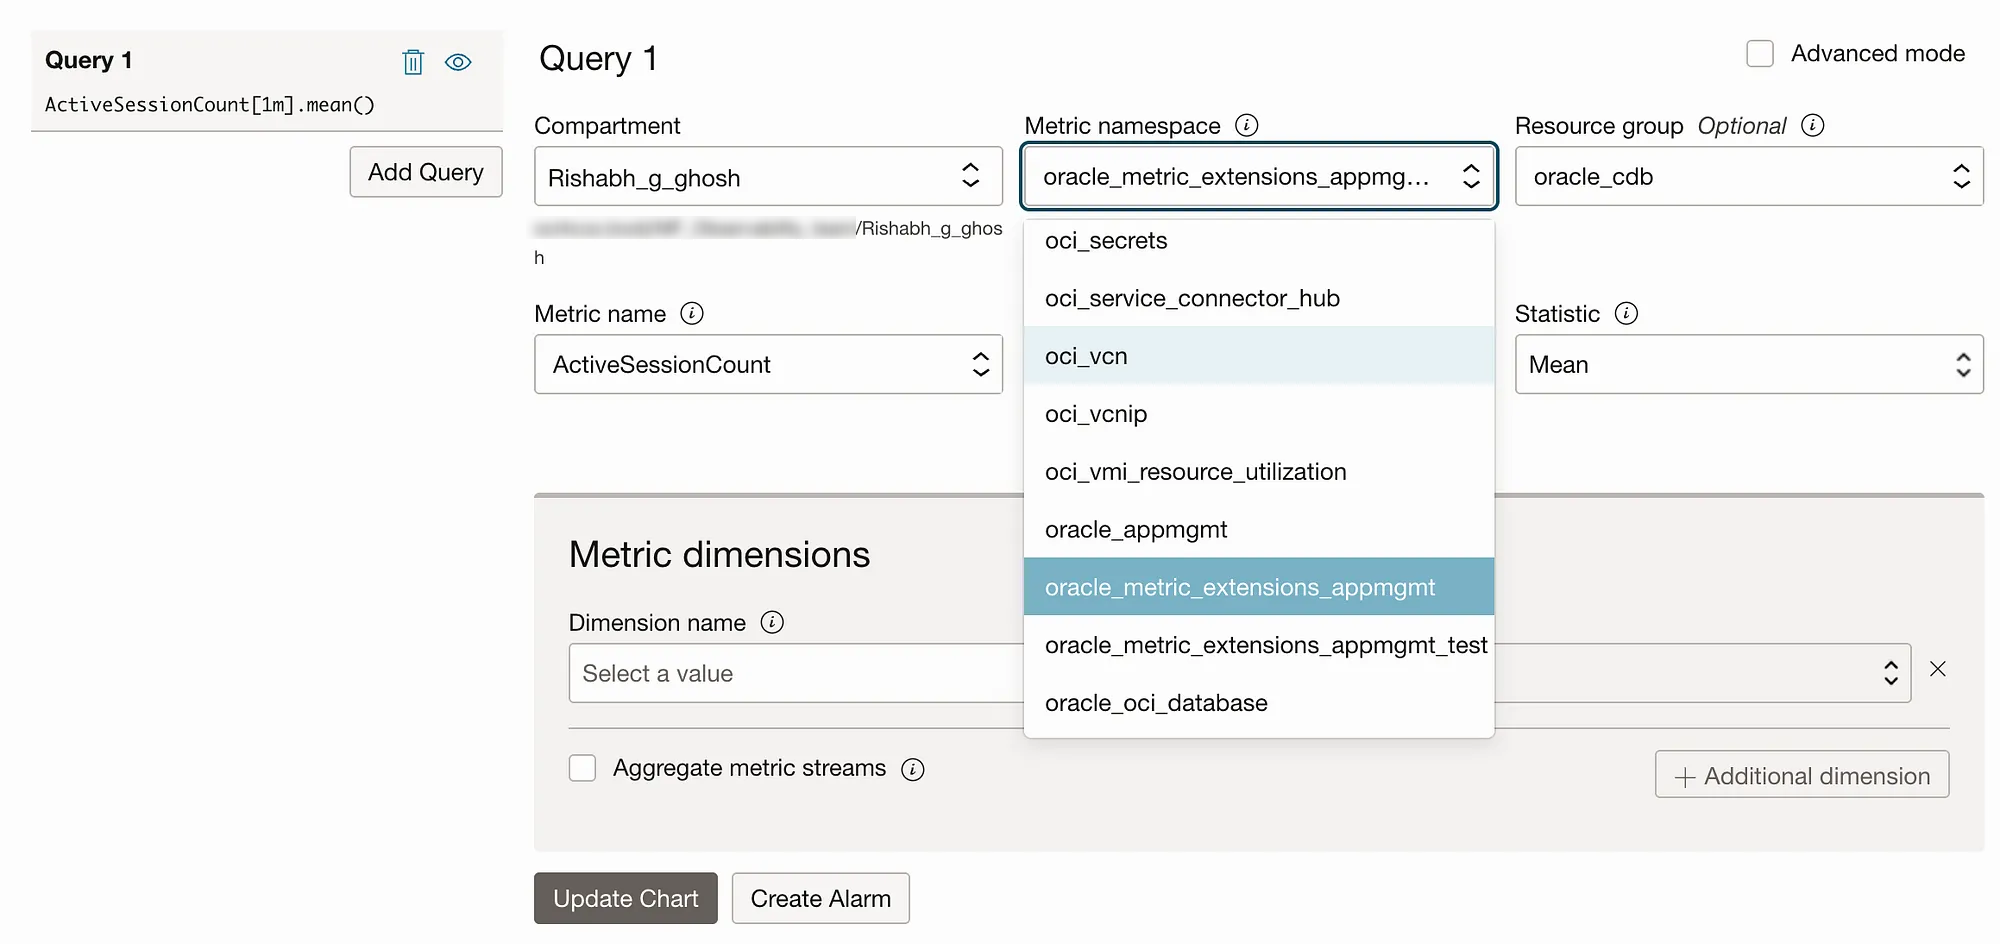 Query 1
ActiveSessionCount[1m].mean()
Add Query
Query 1
Advanced mode
Compartment
Rishabh_g_ghosh
/Rishabh_g_ghos
h
Metric namespace
oracle_metric_extensions_appmg...
Resource group Optional
oracle_cdb
Metric name
ActiveSessionCount
oci_secrets
oci_service_connector_hub
oci_vcn
oci_vcnip
oci_vmi_resource_utilization
oracle_appmgmt
oracle_metric_extensions_appmgmt
oracle_metric_extensions_appmgmt_test
oracle_oci_database
Statistic
Mean
Metric dimensions
Dimension name
Select a value
Aggregate metric streams
+ Additional dimension
Update Chart
Create Alarm